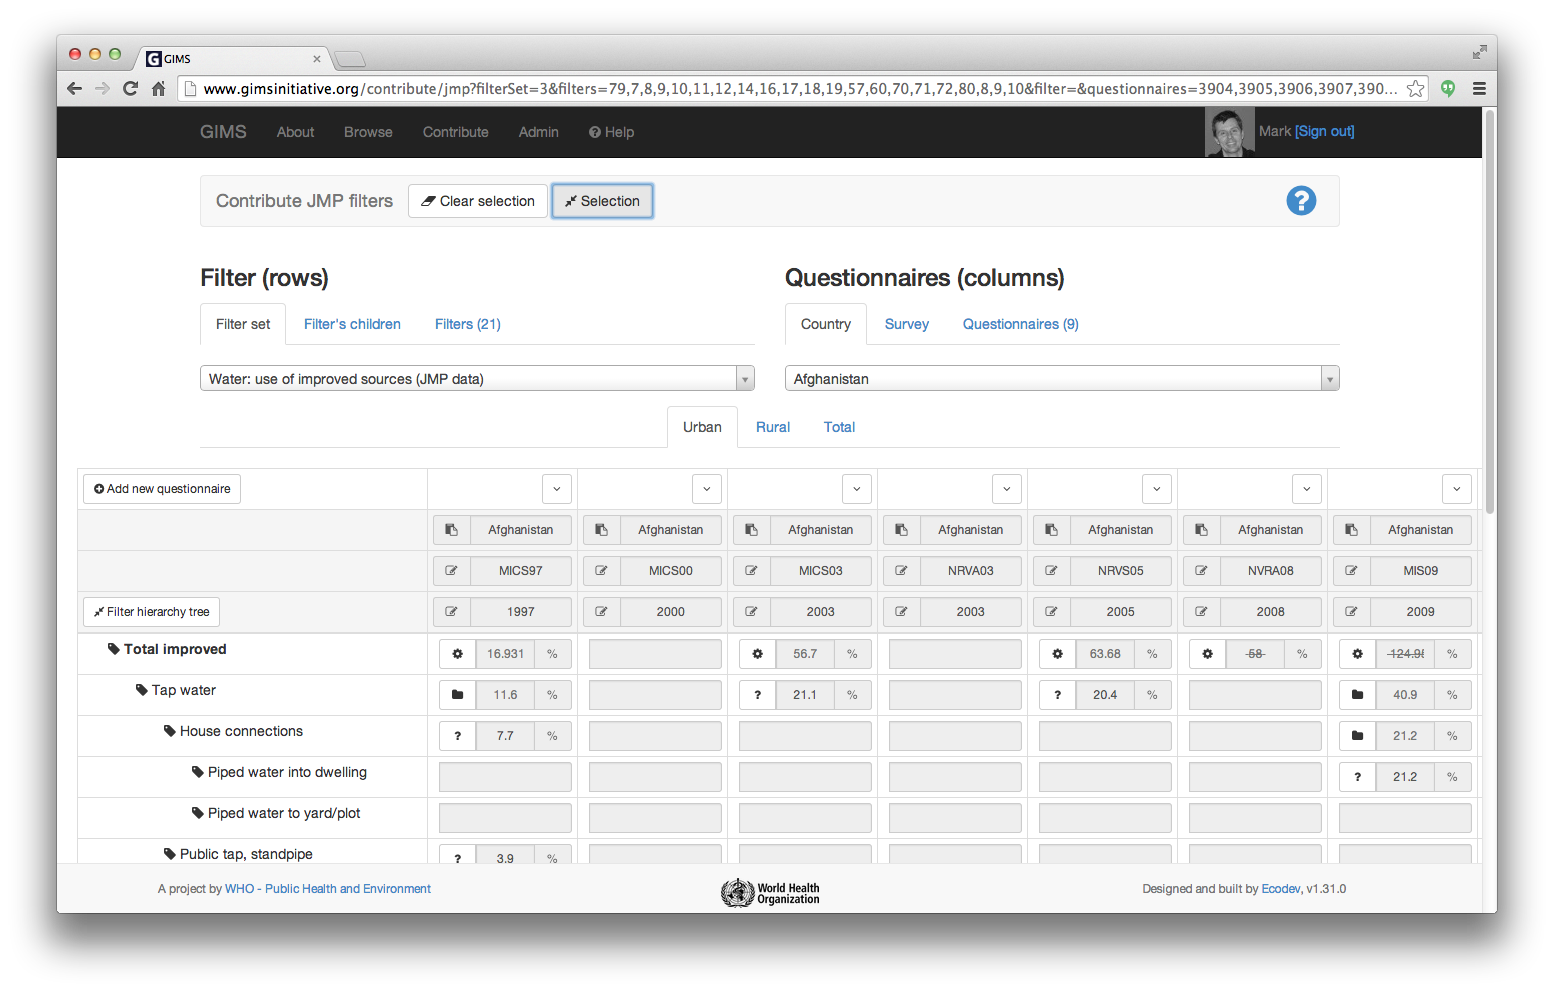 GIMS
www.gimsinitiative.org/contribute/jmp?filterSet=3&filters=79,7,8,9,10,11,12,14,16,17,18,19,57,60,70,71,72,80,8,9,10&filter=&questionnaires=3904,3905,3906,3907,390...
GIMS About Browse Contribute Admin ? Help Mark [Sign out]
Contribute JMP filters Clear selection Selection ?
Filter (rows) Questionnaires (columns)
Filter set Filter's children Filters (21) Country Survey Questionnaires (9)
Water: use of improved sources (JMP data) Afghanistan
Urban Rural Total
Add new questionnaire
Afghanistan Afghanistan Afghanistan Afghanistan Afghanistan Afghanistan Afghanistan
MICS97 MICS00 MICS03 NRVA03 NRVS05 NVRA08 MIS09
Filter hierarchy tree 1997 2000 2003 2003 2005 2008 2009
Total improved 16.931 % 56.7 % 63.68 % 58 % 124.9 %
Tap water 11.6 % ? 21.1 % ? 20.4 % 40.9 %
House connections ? 7.7 % 21.2 %
Piped water into dwelling ? 21.2 %
Piped water to yard/plot
Public tap, standpipe ? 3.9 %
A project by WHO - Public Health and Environment World Health Designed and built by Ecodev, v1.31.0
Organization